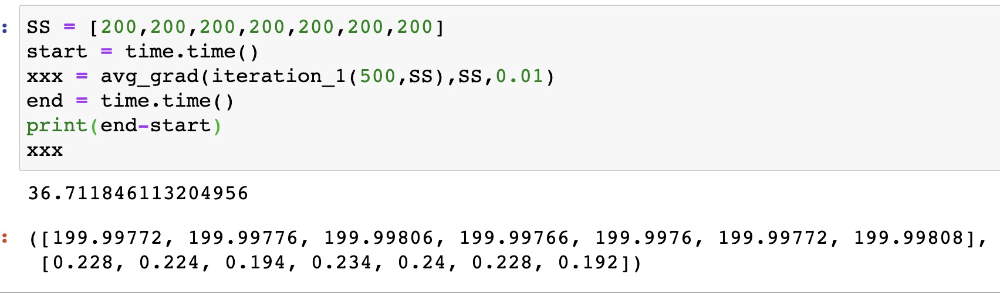 :
SS = [200,200,200,200,200,200,200]
start = time.time()
xxx = avg_grad(iteration_1(500,SS),SS,0.01)
end = time.time()
print(end-start)
xxx
36.711846113204956
:
([199.99772, 199.99776, 199.99806, 199.99766, 199.9976, 199.99772, 199.99808],
[0.228, 0.224, 0.194, 0.234, 0.24, 0.228, 0.192])